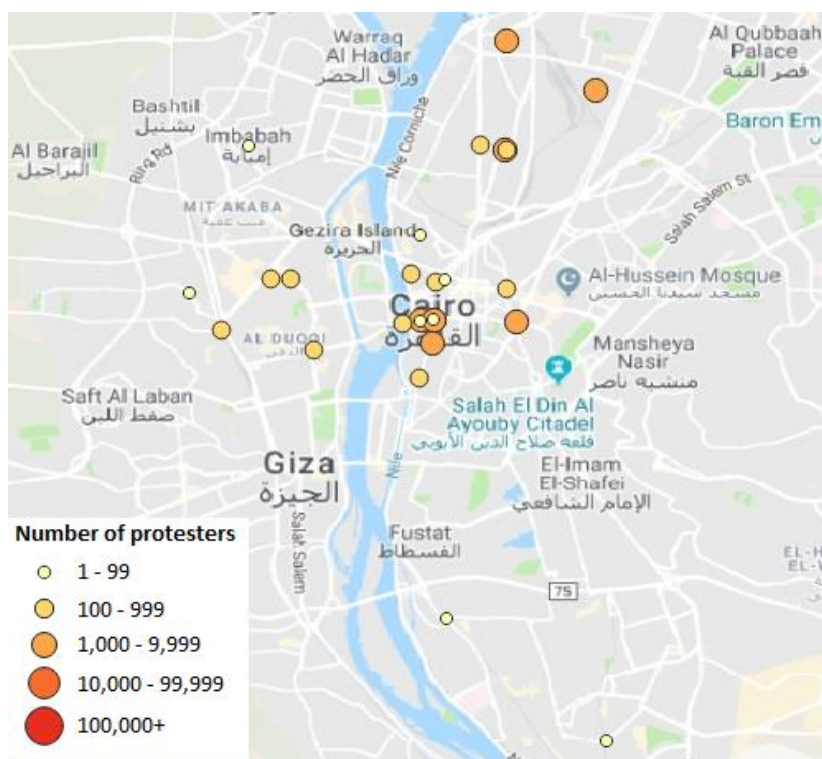 Warraq
Al Hadar
وراق الحضر
Al Qubbaah
Palace
قصر القبة
Bashtil
بشتيل
Imbabah
إمبابة
Al Barajil
البراجيل
Ring Rd
Nile Corniche
Baron Em
MIT AKABA
Salah Salem St
Gezira Island
الجزيرة
Al-Hussein Mosque
مسجد سيدنا الحسين
Cairo
القاهرة
AL DUQQI
الدقي
Mansheya
Nasir
منشية ناصر
Saft Al Laban
صفط اللبن
Salah El Din Al
Ayouby Citadel
قلعة صلاح الدين الأيوبي
Giza
الجيزة
Nile
El-Imam
El-Shafei
الإمام الشافعي
Salah Salem
Fustat
الفسطاط
75
Number of protesters
1 - 99
100 - 999
1,000 - 9,999
10,000 - 99,999
100,000+